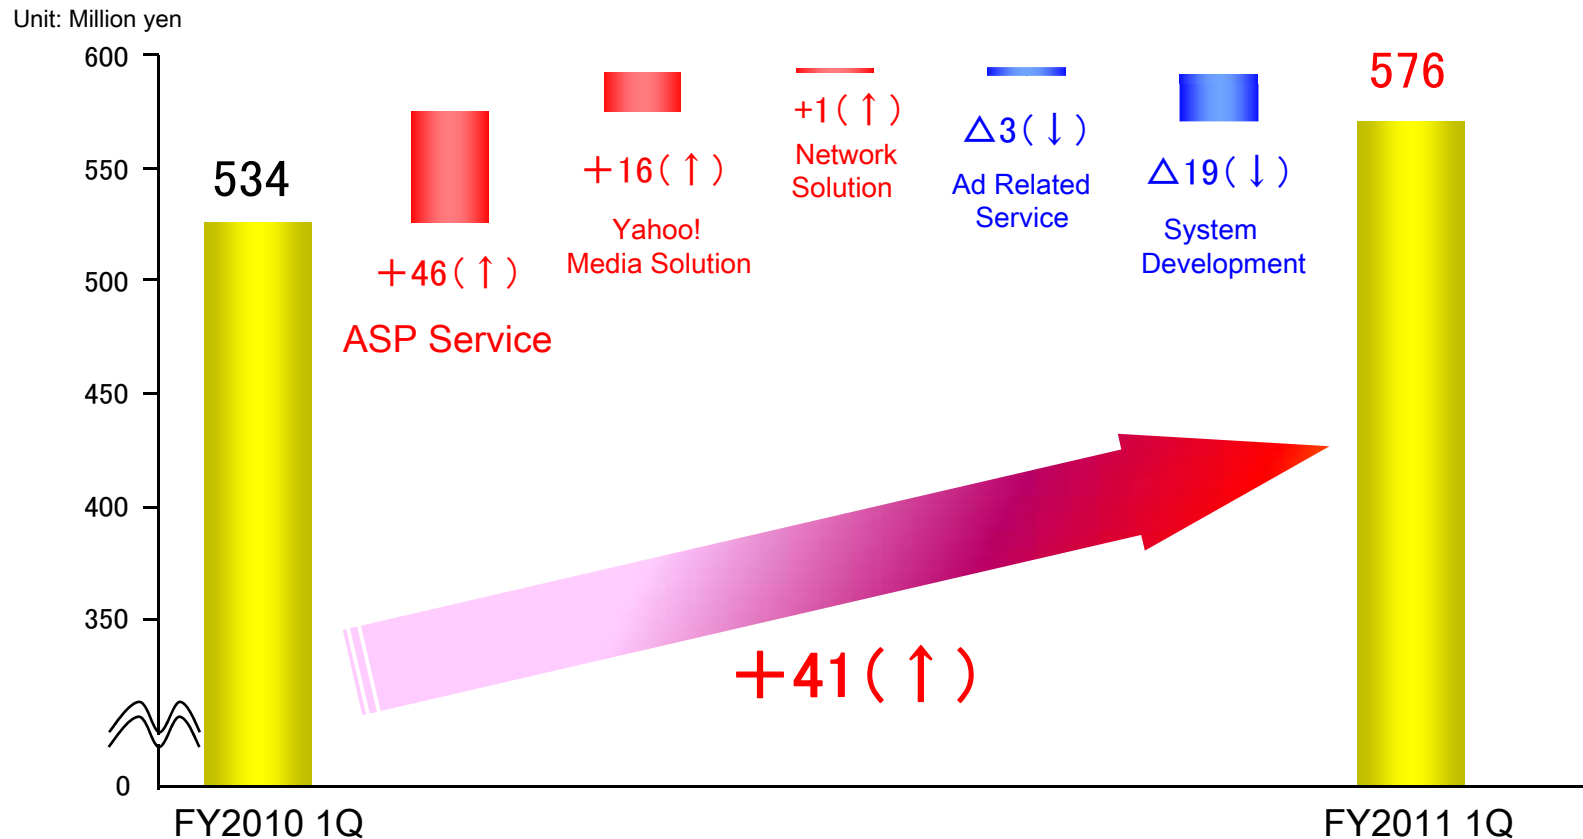 Unit: Million yen
600
550
500
450
400
350
0
534
+46(↑)
ASP Service
+16(↑)
Yahoo!
Media Solution
+1(↑)
Network
Solution
△3(↓)
Ad Related
Service
△19(↓)
System
Development
576
+41(↑)
FY2010 1Q
FY2011 1Q